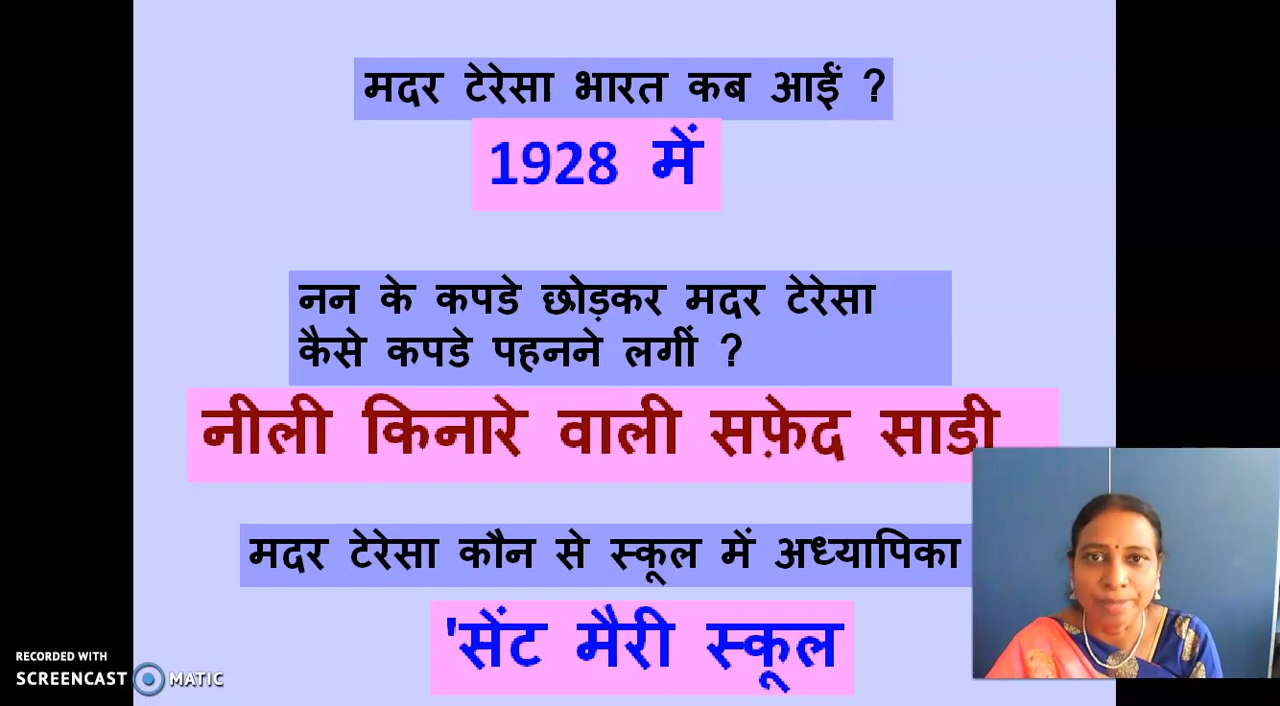 मदर टेरेसा भारत कब आईं ?
1928 में
नन के कपडे छोड़कर मदर टेरेसा
कैसे कपडे पहनने लगीं ?
नीली किनारे वाली सफ़ेद साडी
मदर टेरेसा कौन से स्कूल में अध्यापिका
'सेंट मैरी स्कूल
RECORDED WITH
SCREENCAST MATIC